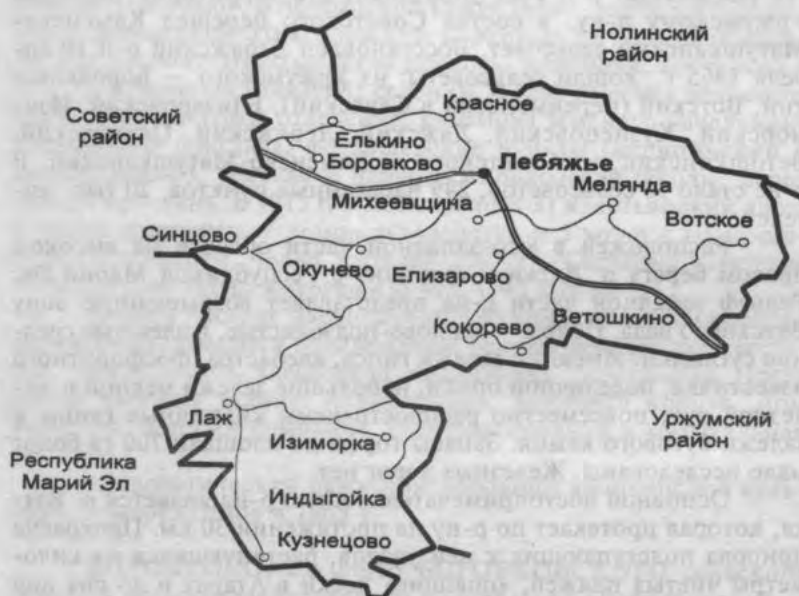 Нолинский
район
Советский
район
Красное
Елькино
Боровково
Лебяжье
Михеевщина
Мелянда
Вотское
Синцово
Окунево
Елизарово
Ветошкино
Кокорево
Лаж
Изиморка
Уржумский
район
Республика
Марий Эл
Индыгойка
Кузнецово